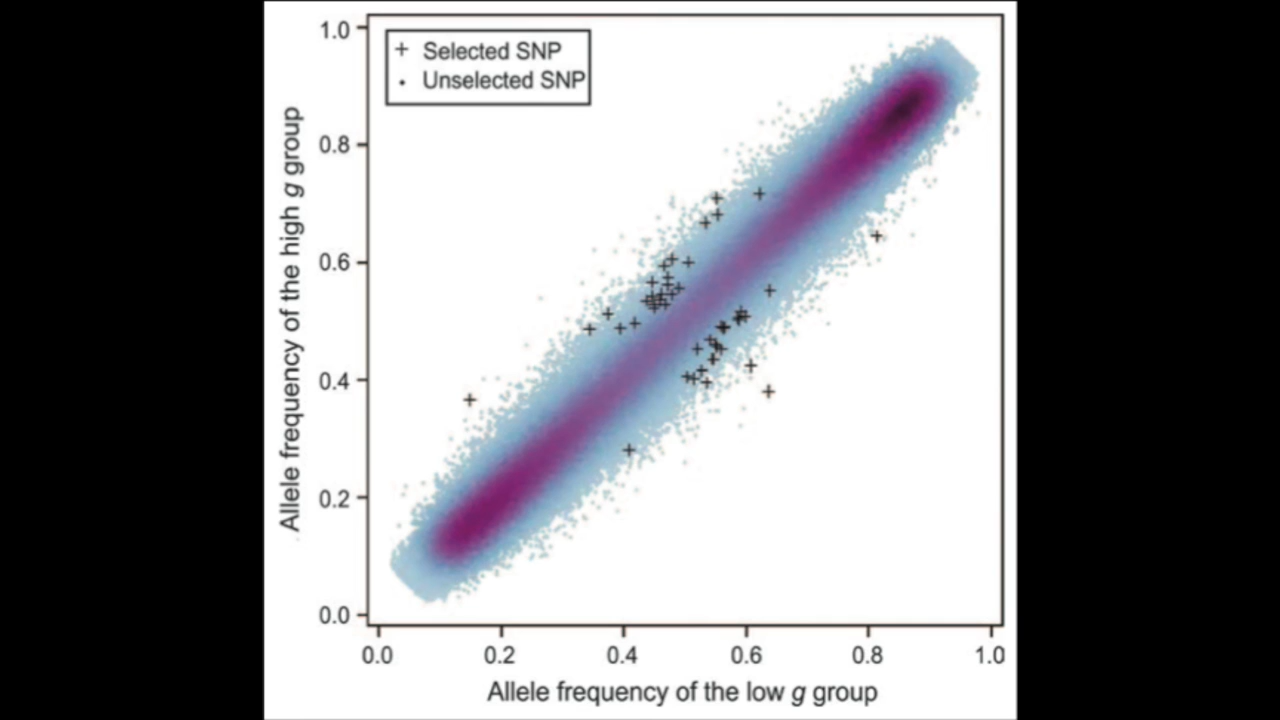 1.0
+ Selected SNP
· Unselected SNP
0.8
0.6
0.4
0.2
0.0
Allele frequency of the high g group
0.0 0.2 0.4 0.6 0.8 1.0
Allele frequency of the low g group